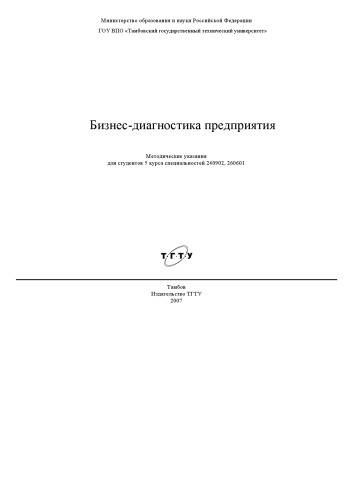 Министерство образования и науки Российской Федерации
ГОУ ВПО «Тамбовский государственный технический университет»
Бизнес-диагностика предприятия
Методические указания
для студентов 5 курса специальностей 240902, 260601
ТГТУ
Тамбов
Издательство ТГТУ
2007